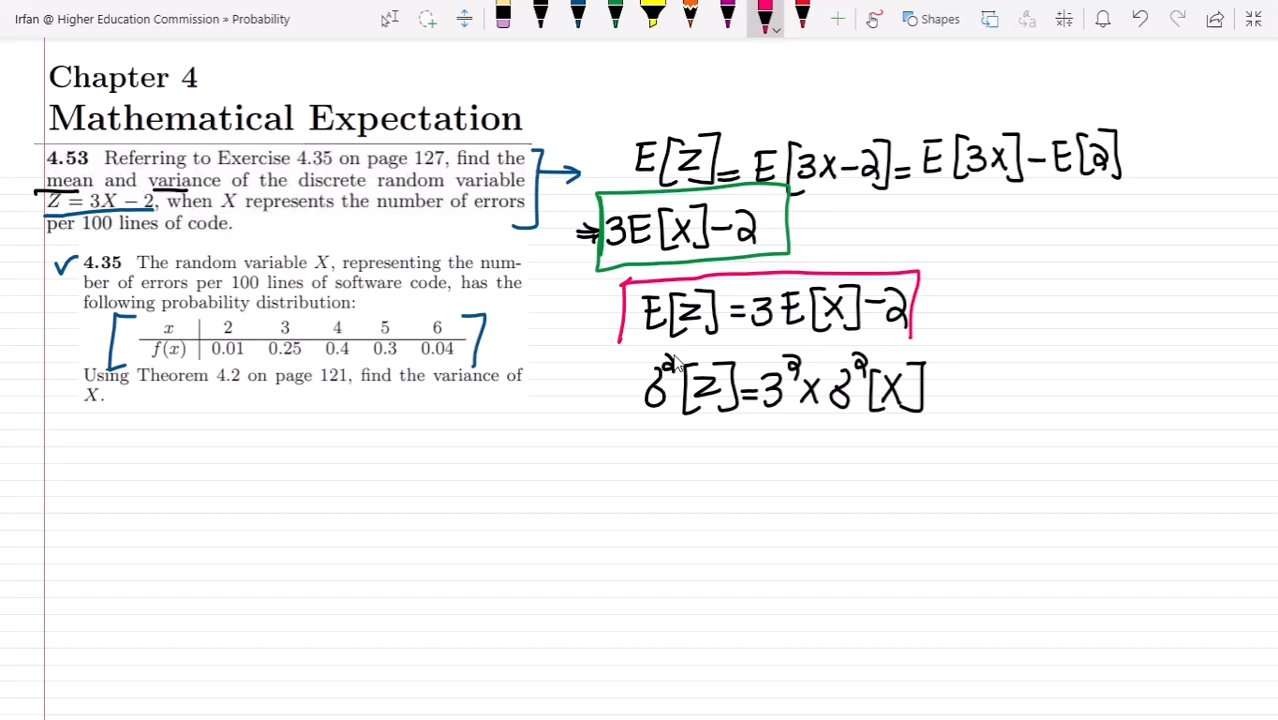 Irfan @ Higher Education Commission » Probability
Shapes
Chapter 4
Mathematical Expectation
4.53 Referring to Exercise 4.35 on page 127, find the
mean and variance of the discrete random variable
Z = 3X − 2, when X represents the number of errors
per 100 lines of code.
4.35 The random variable X, representing the num-
ber of errors per 100 lines of software code, has the
following probability distribution:
x 2 3 4 5 6
f(x) 0.01 0.25 0.4 0.3 0.04
Using Theorem 4.2 on page 121, find the variance of
X.
E[Z] = E[3X−2] = E[3X] − E[2]
⇒ 3E[X] − 2
E[Z] = 3E[X] − 2
σ²[Z] = 3² × σ²[X]